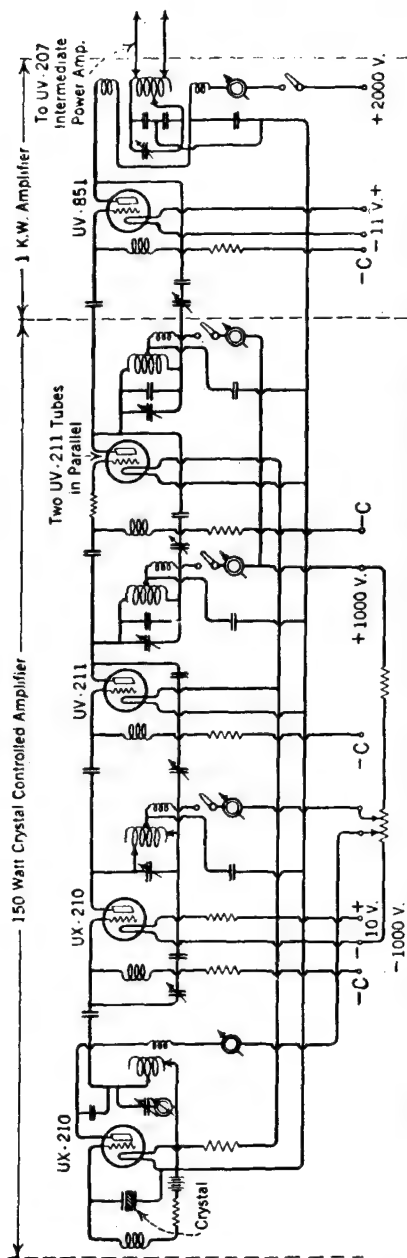 150 Watt Crystal Controlled Amplifier
1 K.W. Amplifier
To UV-207
Intermediate
Power Amp.
UX-210
UX-210
UV-211
Two UV-211 Tubes
in Parallel
UV-851
Crystal
-C
- 10 V. +
-1000 V.
-C
+1000 V.
-C
-C
-11 V.+
+2000 V.